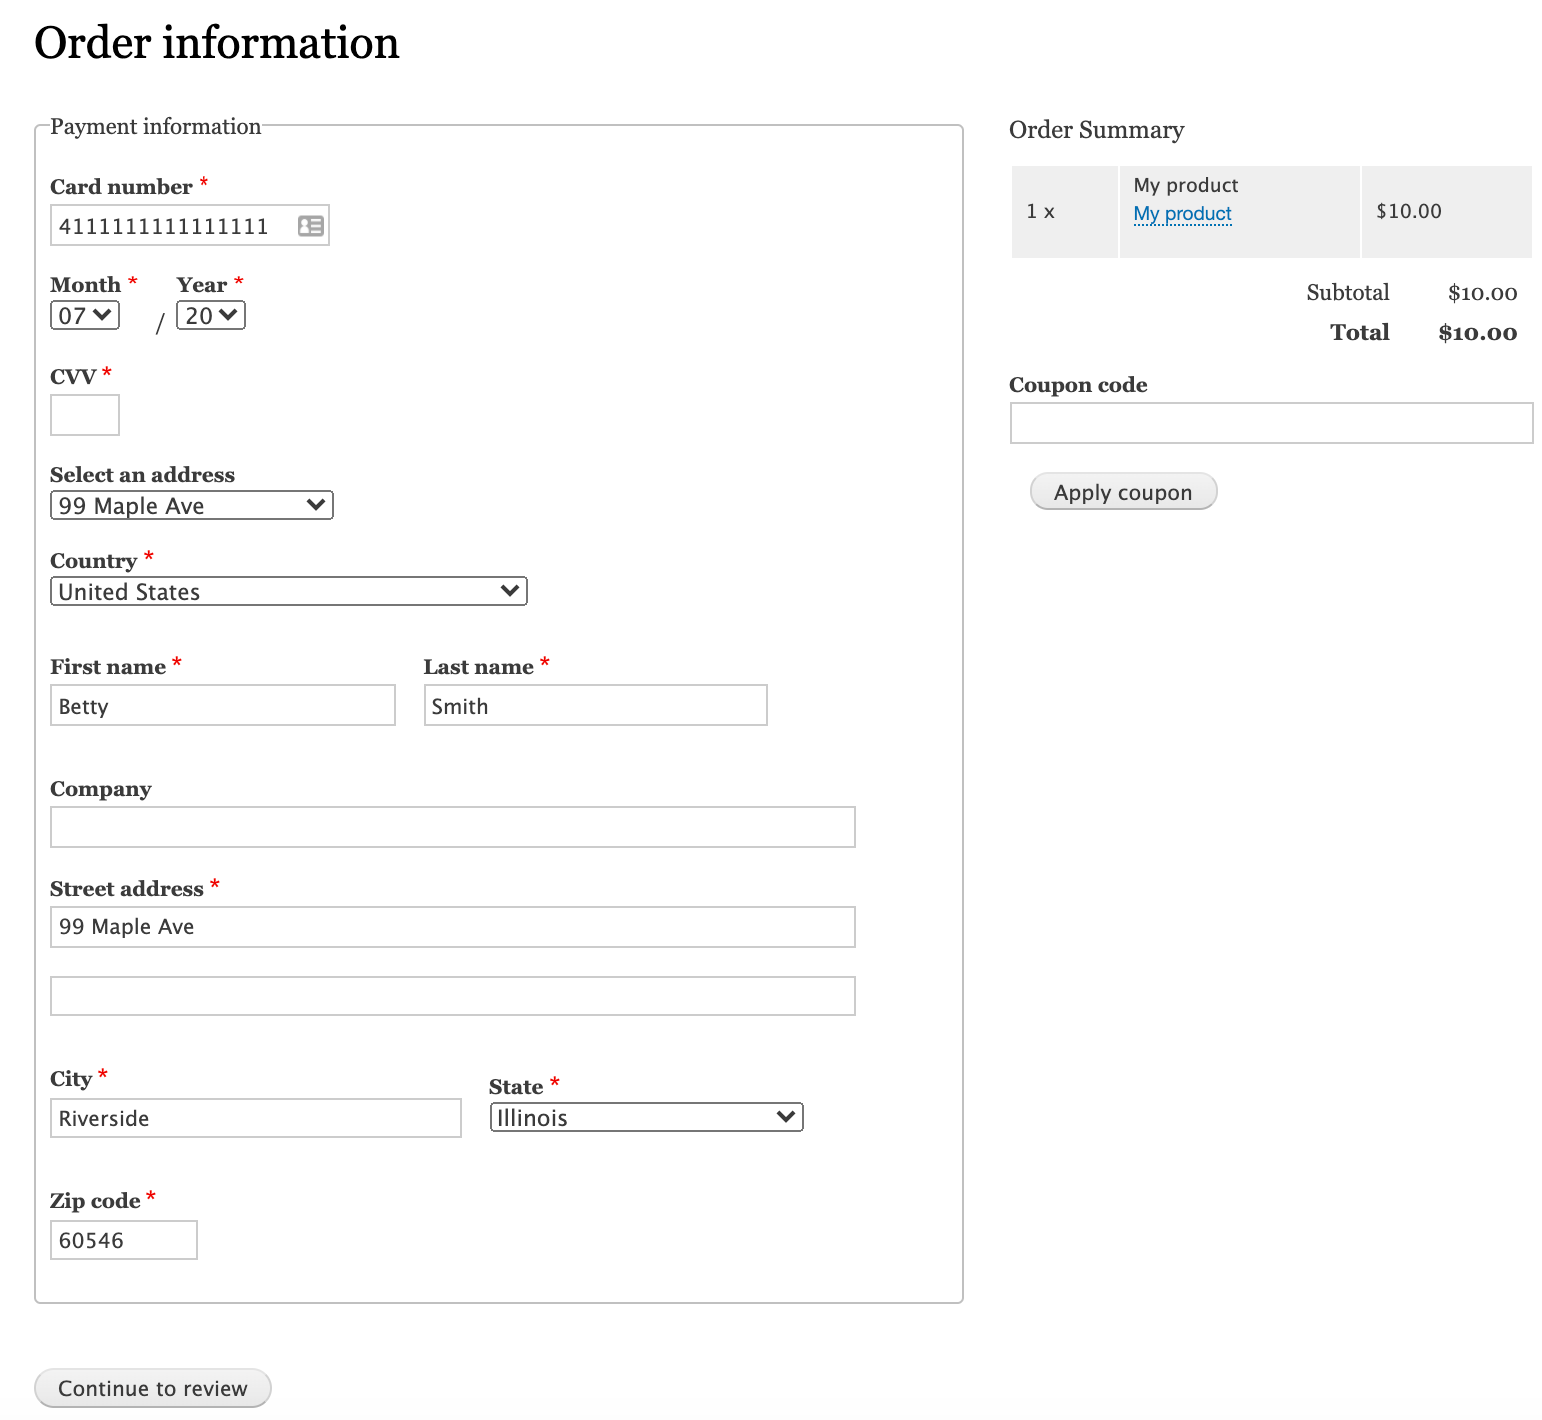 Order information
Payment information
Card number *
4111111111111111
Month * Year *
07 / 20
CVV *
Select an address
99 Maple Ave
Country *
United States
First name * Last name *
Betty Smith
Company
Street address *
99 Maple Ave
City * State *
Riverside Illinois
Zip code *
60546
Continue to review
Order Summary
1 x My product $10.00
My product
Subtotal $10.00
Total $10.00
Coupon code
Apply coupon